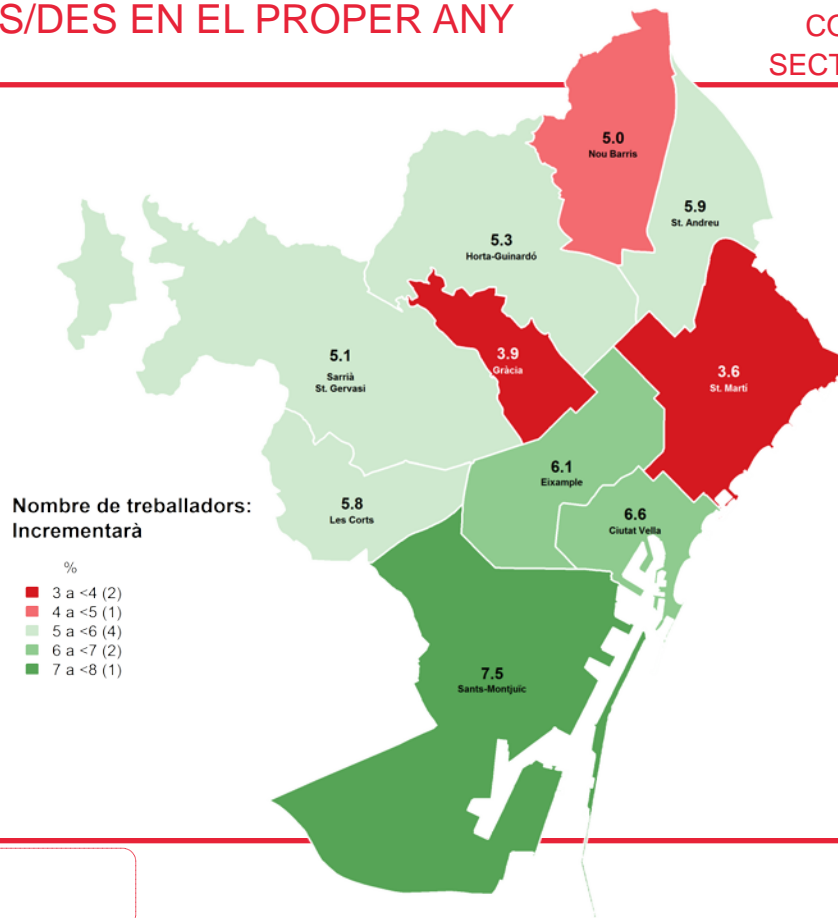 S/DES EN EL PROPER ANY
CO
SECT
5.0
Nou Barris
5.9
St. Andreu
5.3
Horta-Guinardó
5.1
Sarrià
St. Gervasi
3.9
Gràcia
3.6
St. Martí
6.1
Eixample
5.8
Les Corts
6.6
Ciutat Vella
7.5
Sants-Montjuïc
Nombre de treballadors:
Incrementarà
%
3 a <4 (2)
4 a <5 (1)
5 a <6 (4)
6 a <7 (2)
7 a <8 (1)